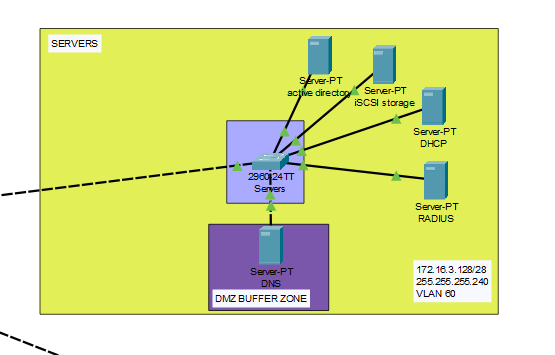 SERVERS
Server-PT
active director
Server-PT
iSCSI storage
Server-PT
DHCP
2960-24TT
Servers
Server-PT
RADIUS
Server-PT
DNS
DMZ BUFFER ZONE
172.16.3.128/28
255.255.255.240
VLAN 60